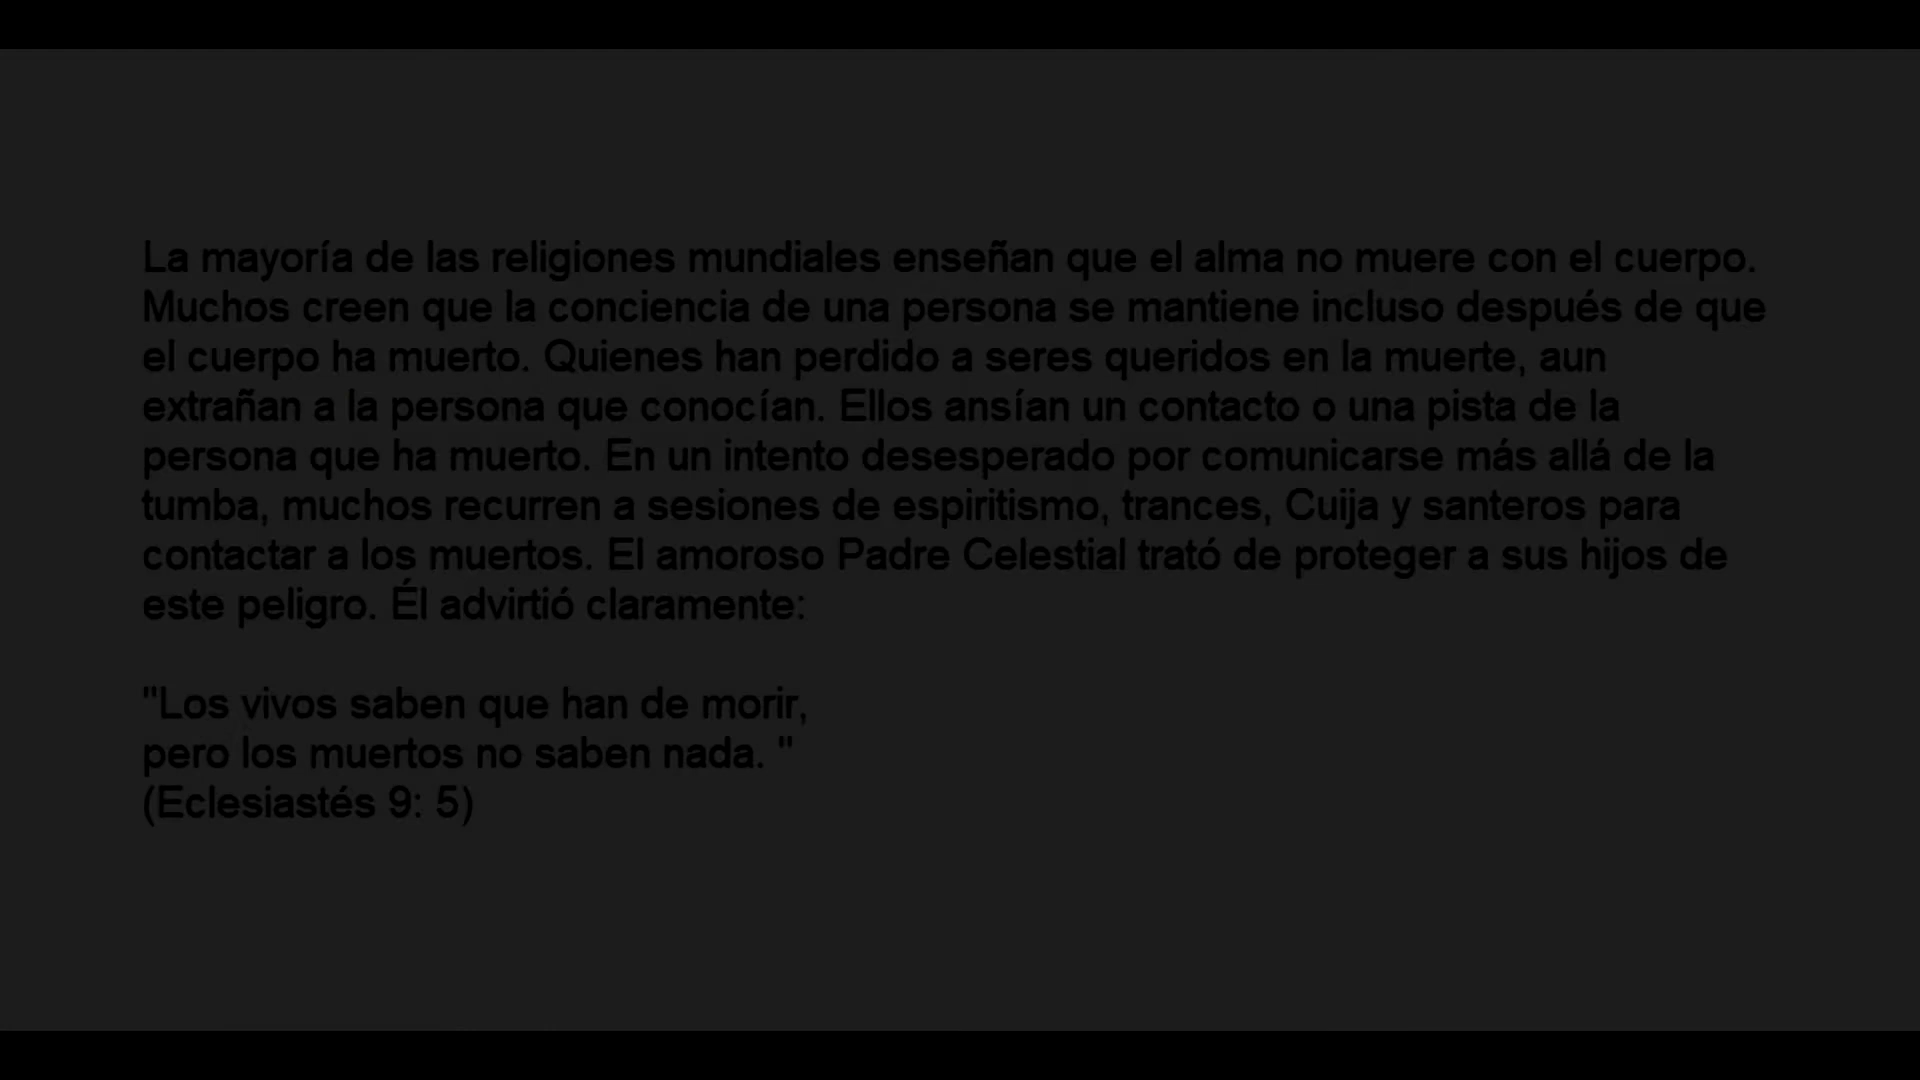 La mayoría de las religiones mundiales enseñan que el alma no muere con el cuerpo.
Muchos creen que la conciencia de una persona se mantiene incluso después de que
el cuerpo ha muerto. Quienes han perdido a seres queridos en la muerte, aun
extrañan a la persona que conocían. Ellos ansían un contacto o una pista de la
persona que ha muerto. En un intento desesperado por comunicarse más allá de la
tumba, muchos recurren a sesiones de espiritismo, trances, Cuija y santeros para
contactar a los muertos. El amoroso Padre Celestial trató de proteger a sus hijos de
este peligro. Él advirtió claramente:
"Los vivos saben que han de morir,
pero los muertos no saben nada. "
(Eclesiastés 9: 5)